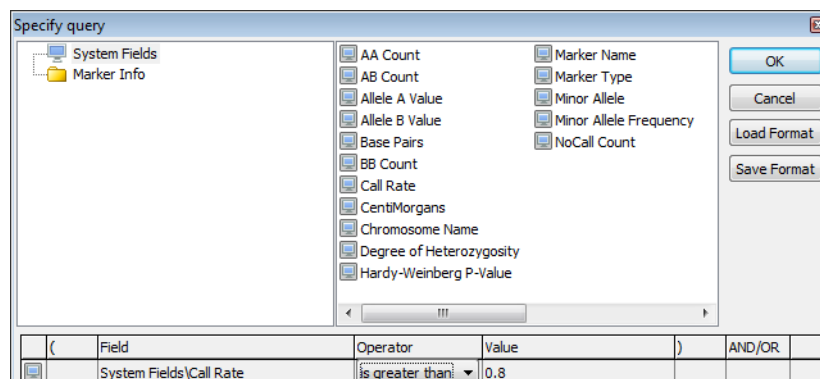 Specify query
System Fields
Marker Info
AA Count
AB Count
Allele A Value
Allele B Value
Base Pairs
BB Count
Call Rate
CentiMorgans
Chromosome Name
Degree of Heterozygosity
Hardy-Weinberg P-Value
Marker Name
Marker Type
Minor Allele
Minor Allele Frequency
NoCall Count
OK
Cancel
Load Format
Save Format
( Field Operator Value ) AND/OR
System Fields\Call Rate is greater than 0.8